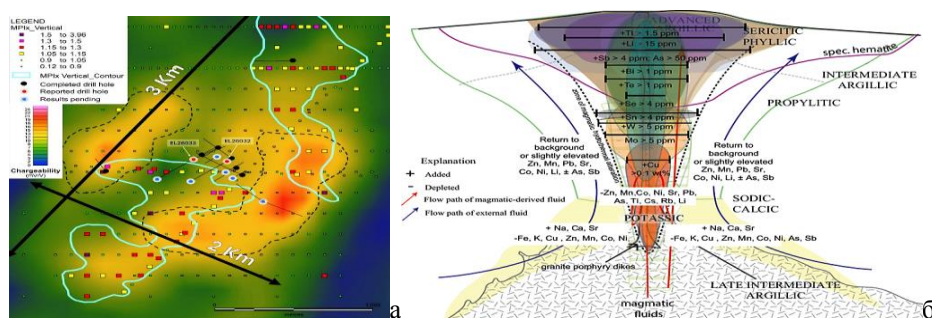 LEGEND
MPIx_Vertical
1.5 to 3.96
1.3 to 1.5
1.15 to 1.3
1.05 to 1.15
0.9 to 1.05
0.12 to 0.9
MPIx Vertical_Contour
Completed drill hole
Reported drill hole
Results pending
Chargeability
(mV/V)
3 Km
2 Km
а
ADVANCED
ARGILLIC
SERICITIC
PHYLLIC
+Tl > 1.5 ppm
+Li > 15 ppm
+Sb > 4 ppm; Aa > 50 ppm
+Bi > 1 ppm
+Te > 1 ppm
+Se > 4 ppm
+Sn > 4 ppm
+W > 5 ppm
Mo > 5 ppm
+Cu
>0.1 wt.%
spec. hematite
INTERMEDIATE
ARGILLIC
PROPYLITIC
Return to
background
or slightly elevated
Zn, Mn, Pb, Sr,
Co, Ni, Li, ± As, Sb
Return to
background
or slightly elevated
Zn, Mn, Pb, Sr,
Co, Ni, Li, ± As, Sb
Explanation
+ Added
- Depleted
Flow path of magmatic-derived fluid
Flow path of external fluid
-Zn, Mn,Co, Ni, Sr, Pb,
As, Tl, Cs, Rb, Li
POTASSIC
SODIC-
CALCIC
+ Na, Ca, Sr
-Fe, K, Cu , Zn, Mn, Co, Ni
+ Na, Ca, Sr
-Fe, K, Cu , Zn, Mn, Co, Ni, As, Sb
granite porphyry dikes
LATE INTERMEDIATE
ARGILLIC
magmatic
fluids
б